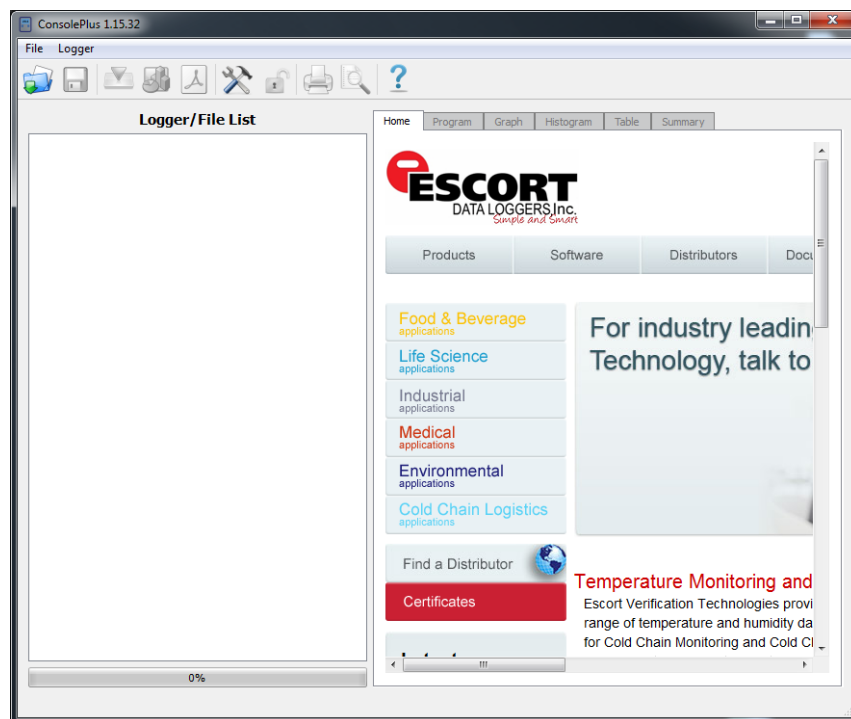 ConsolePlus 1.15.32
File Logger
Logger/File List
0%
Home Program Graph Histogram Table Summary
ESCORT
DATA LOGGERS,Inc.
Simple and Smart
Products Software Distributors Docu
Food & Beverage
applications
Life Science
applications
Industrial
applications
Medical
applications
Environmental
applications
Cold Chain Logistics
applications
Find a Distributor
Certificates
For industry leadin
Technology, talk to
Temperature Monitoring and
Escort Verification Technologies provi
range of temperature and humidity da
for Cold Chain Monitoring and Cold Ch